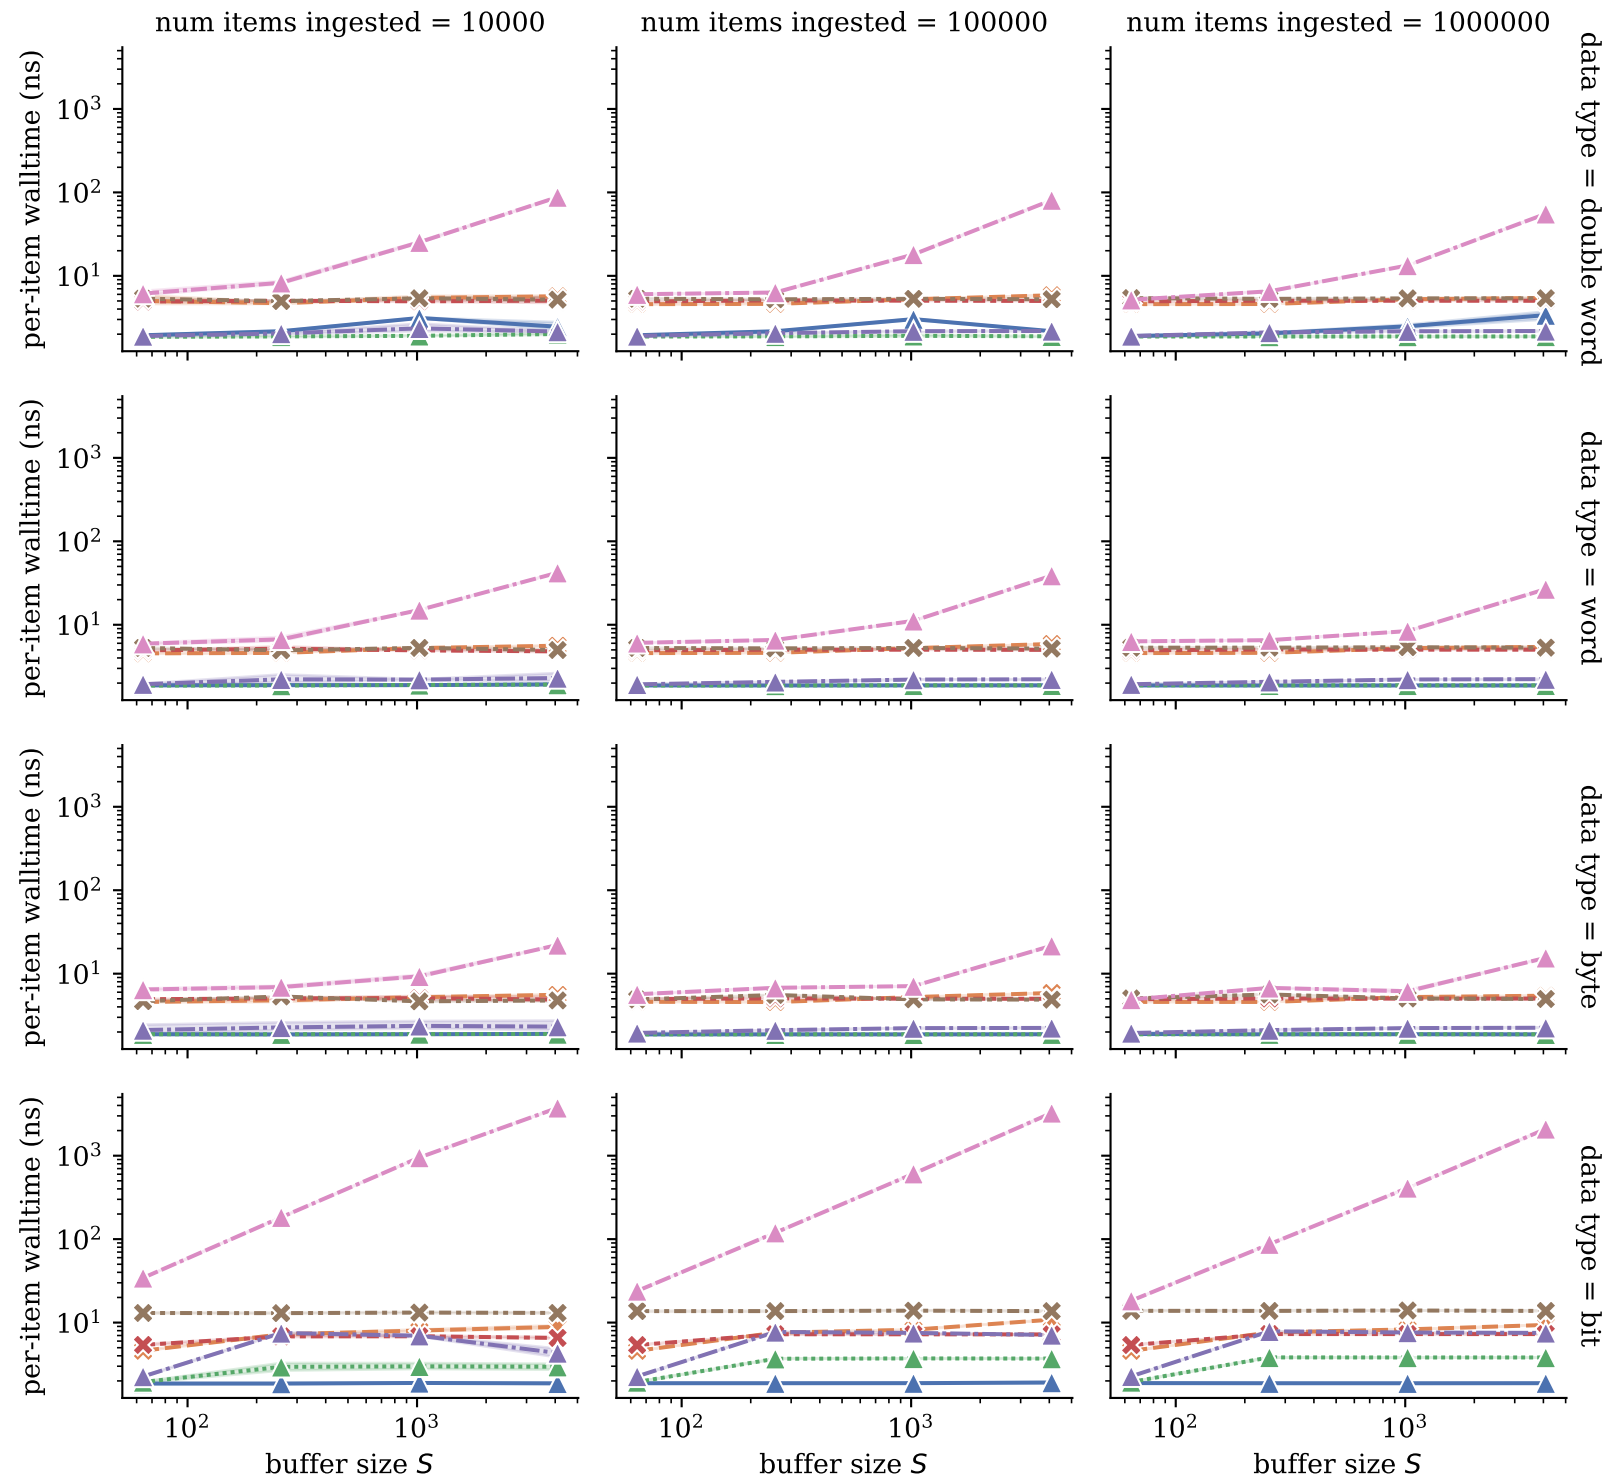 num items ingested = 10000
num items ingested = 100000
num items ingested = 1000000
per-item walltime (ns)
10³
10²
10¹
data type = double word
per-item walltime (ns)
10³
10²
10¹
data type = word
per-item walltime (ns)
10³
10²
10¹
data type = byte
per-item walltime (ns)
10³
10²
10¹
data type = bit
10² 10³
10² 10³
10² 10³
buffer size S
buffer size S
buffer size S